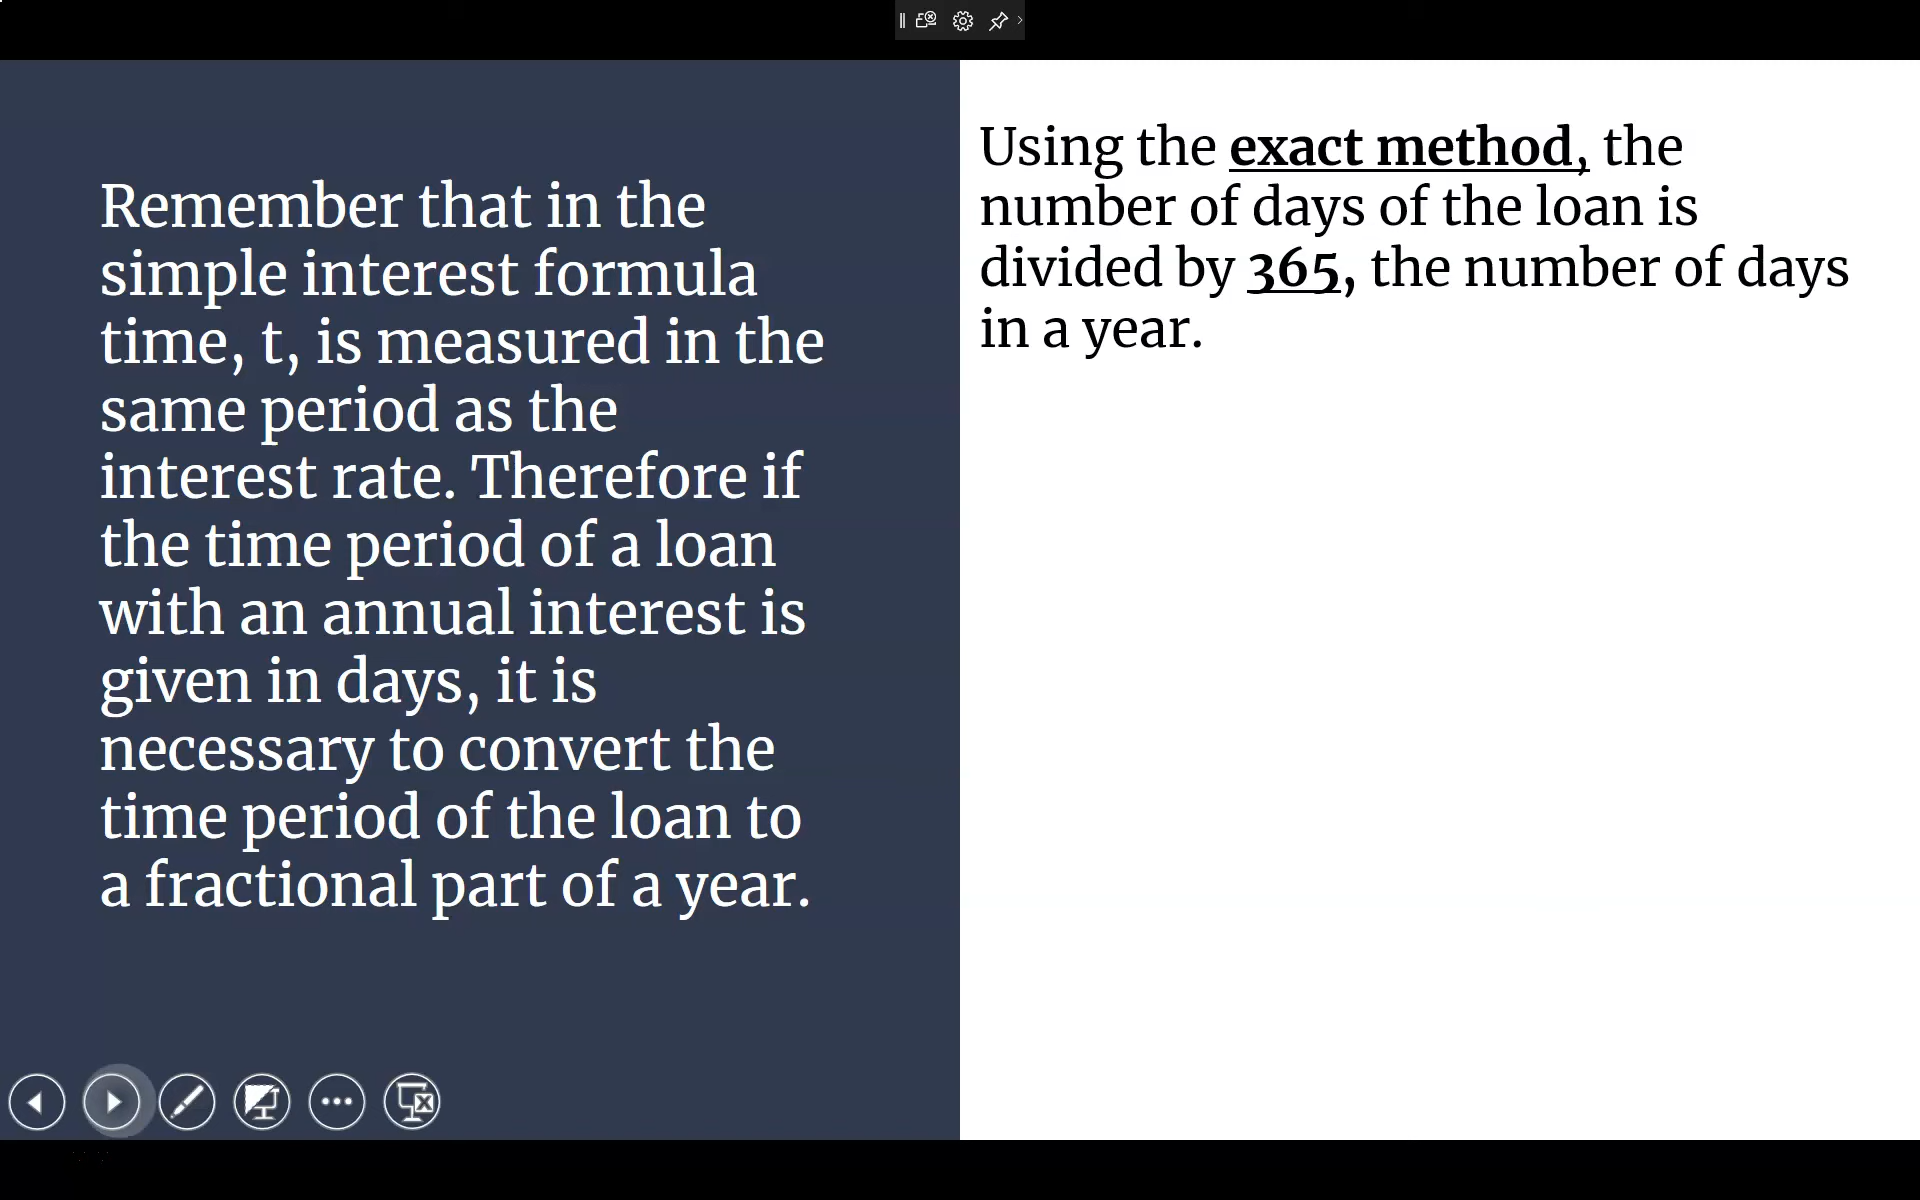 Remember that in the
simple interest formula
time, t, is measured in the
same period as the
interest rate. Therefore if
the time period of a loan
with an annual interest is
given in days, it is
necessary to convert the
time period of the loan to
a fractional part of a year.
Using the exact method, the
number of days of the loan is
divided by 365, the number of days
in a year.